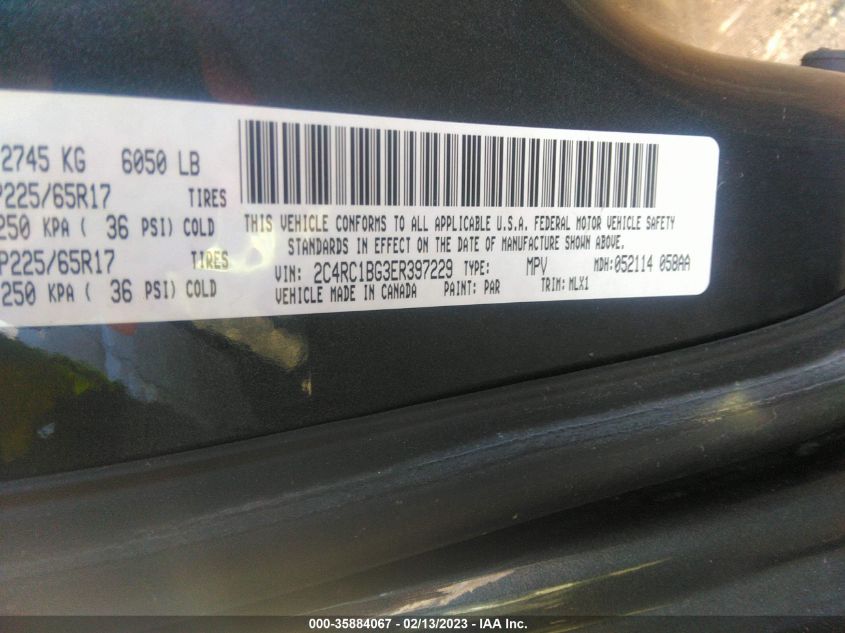 2745 KG 6050 LB
P225/65R17 TIRES
250 KPA ( 36 PSI) COLD
P225/65R17 TIRES
250 KPA ( 36 PSI) COLD
THIS VEHICLE CONFORMS TO ALL APPLICABLE U.S.A. FEDERAL MOTOR VEHICLE SAFETY
STANDARDS IN EFFECT ON THE DATE OF MANUFACTURE SHOWN ABOVE.
VIN: 2C4RC1BG3ER397229 TYPE: MPV MDH: 052114 058AA
VEHICLE MADE IN CANADA PAINT: PAR TRIM: MLX1
000-35884067 - 02/13/2023 - IAA Inc.